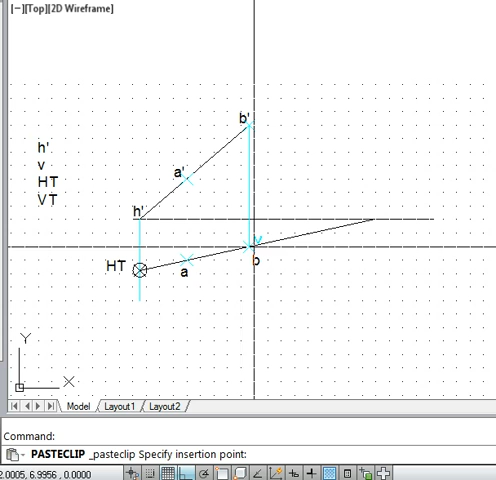 [−][Top][2D Wireframe]
b'
h'
a'
v
HT
VT
h'
v
b
HT
a
Y
X
Model Layout1 Layout2
Command:
PASTECLIP _pasteclip Specify insertion point:
2.0005, 6.9956 , 0.0000